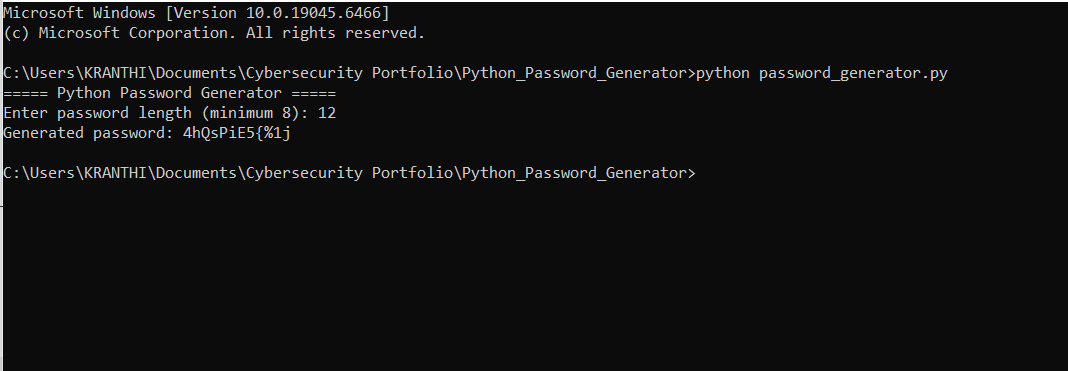 Microsoft Windows [Version 10.0.19045.6466]
(c) Microsoft Corporation. All rights reserved.
C:\Users\KRANTHI\Documents\Cybersecurity Portfolio\Python_Password_Generator>python password_generator.py
===== Python Password Generator =====
Enter password length (minimum 8): 12
Generated password: 4hQsPiE5{%1j
C:\Users\KRANTHI\Documents\Cybersecurity Portfolio\Python_Password_Generator>